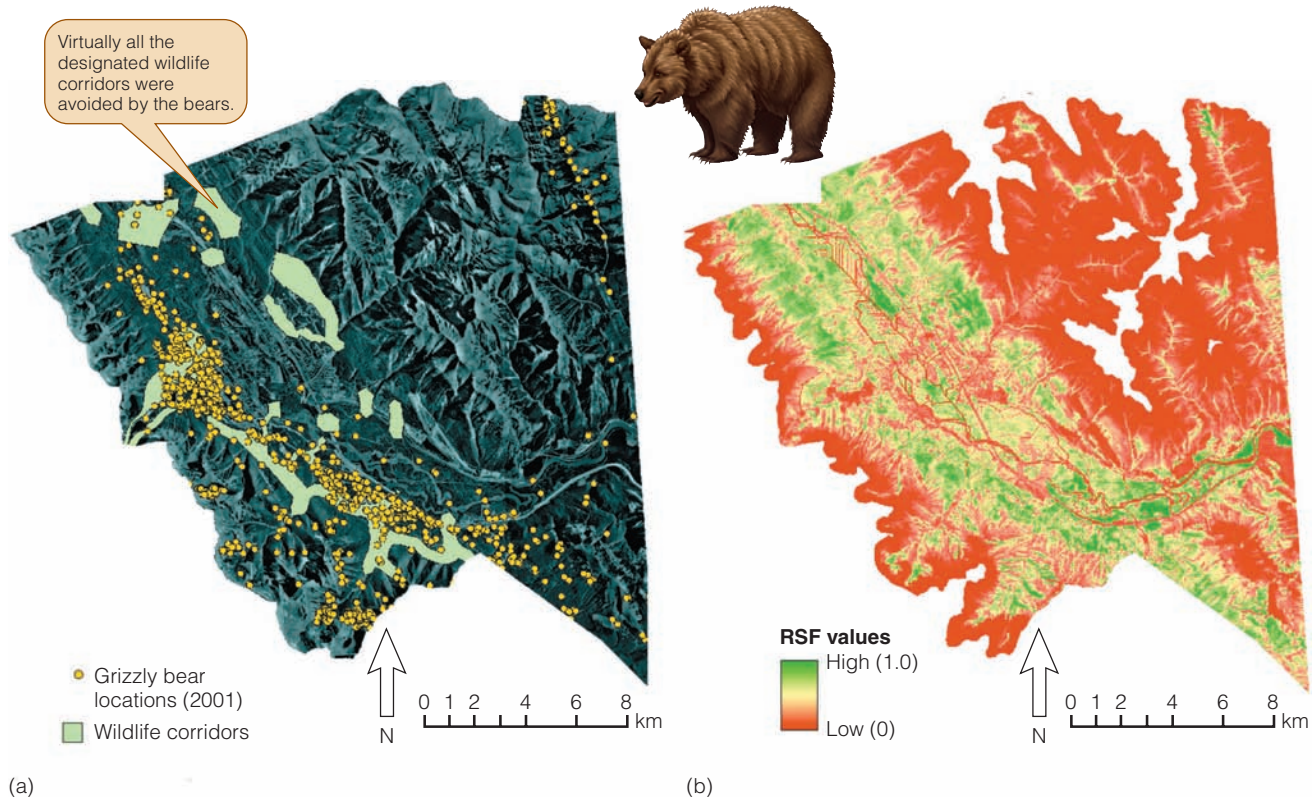 Virtually all the
designated wildlife
corridors were
avoided by the bears.
Grizzly bear
locations (2001)
Wildlife corridors
N
0 1 2 4 6 8
km
(a)
RSF values
High (1.0)
Low (0)
N
0 1 2 4 6 8
km
(b)